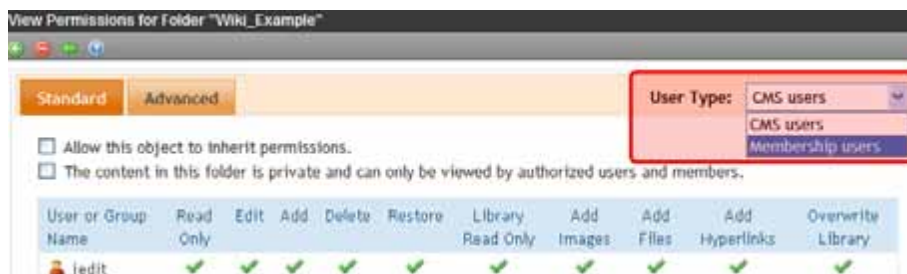 View Permissions for Folder "Wiki_Example"
Standard Advanced User Type: CMS users
CMS users
Membership users
Allow this object to inherit permissions.
The content in this folder is private and can only be viewed by authorized users and members.
User or Group Name Read Only Edit Add Delete Restore Library Read Only Add Images Add Files Add Hyperlinks Overwrite Library
jedit